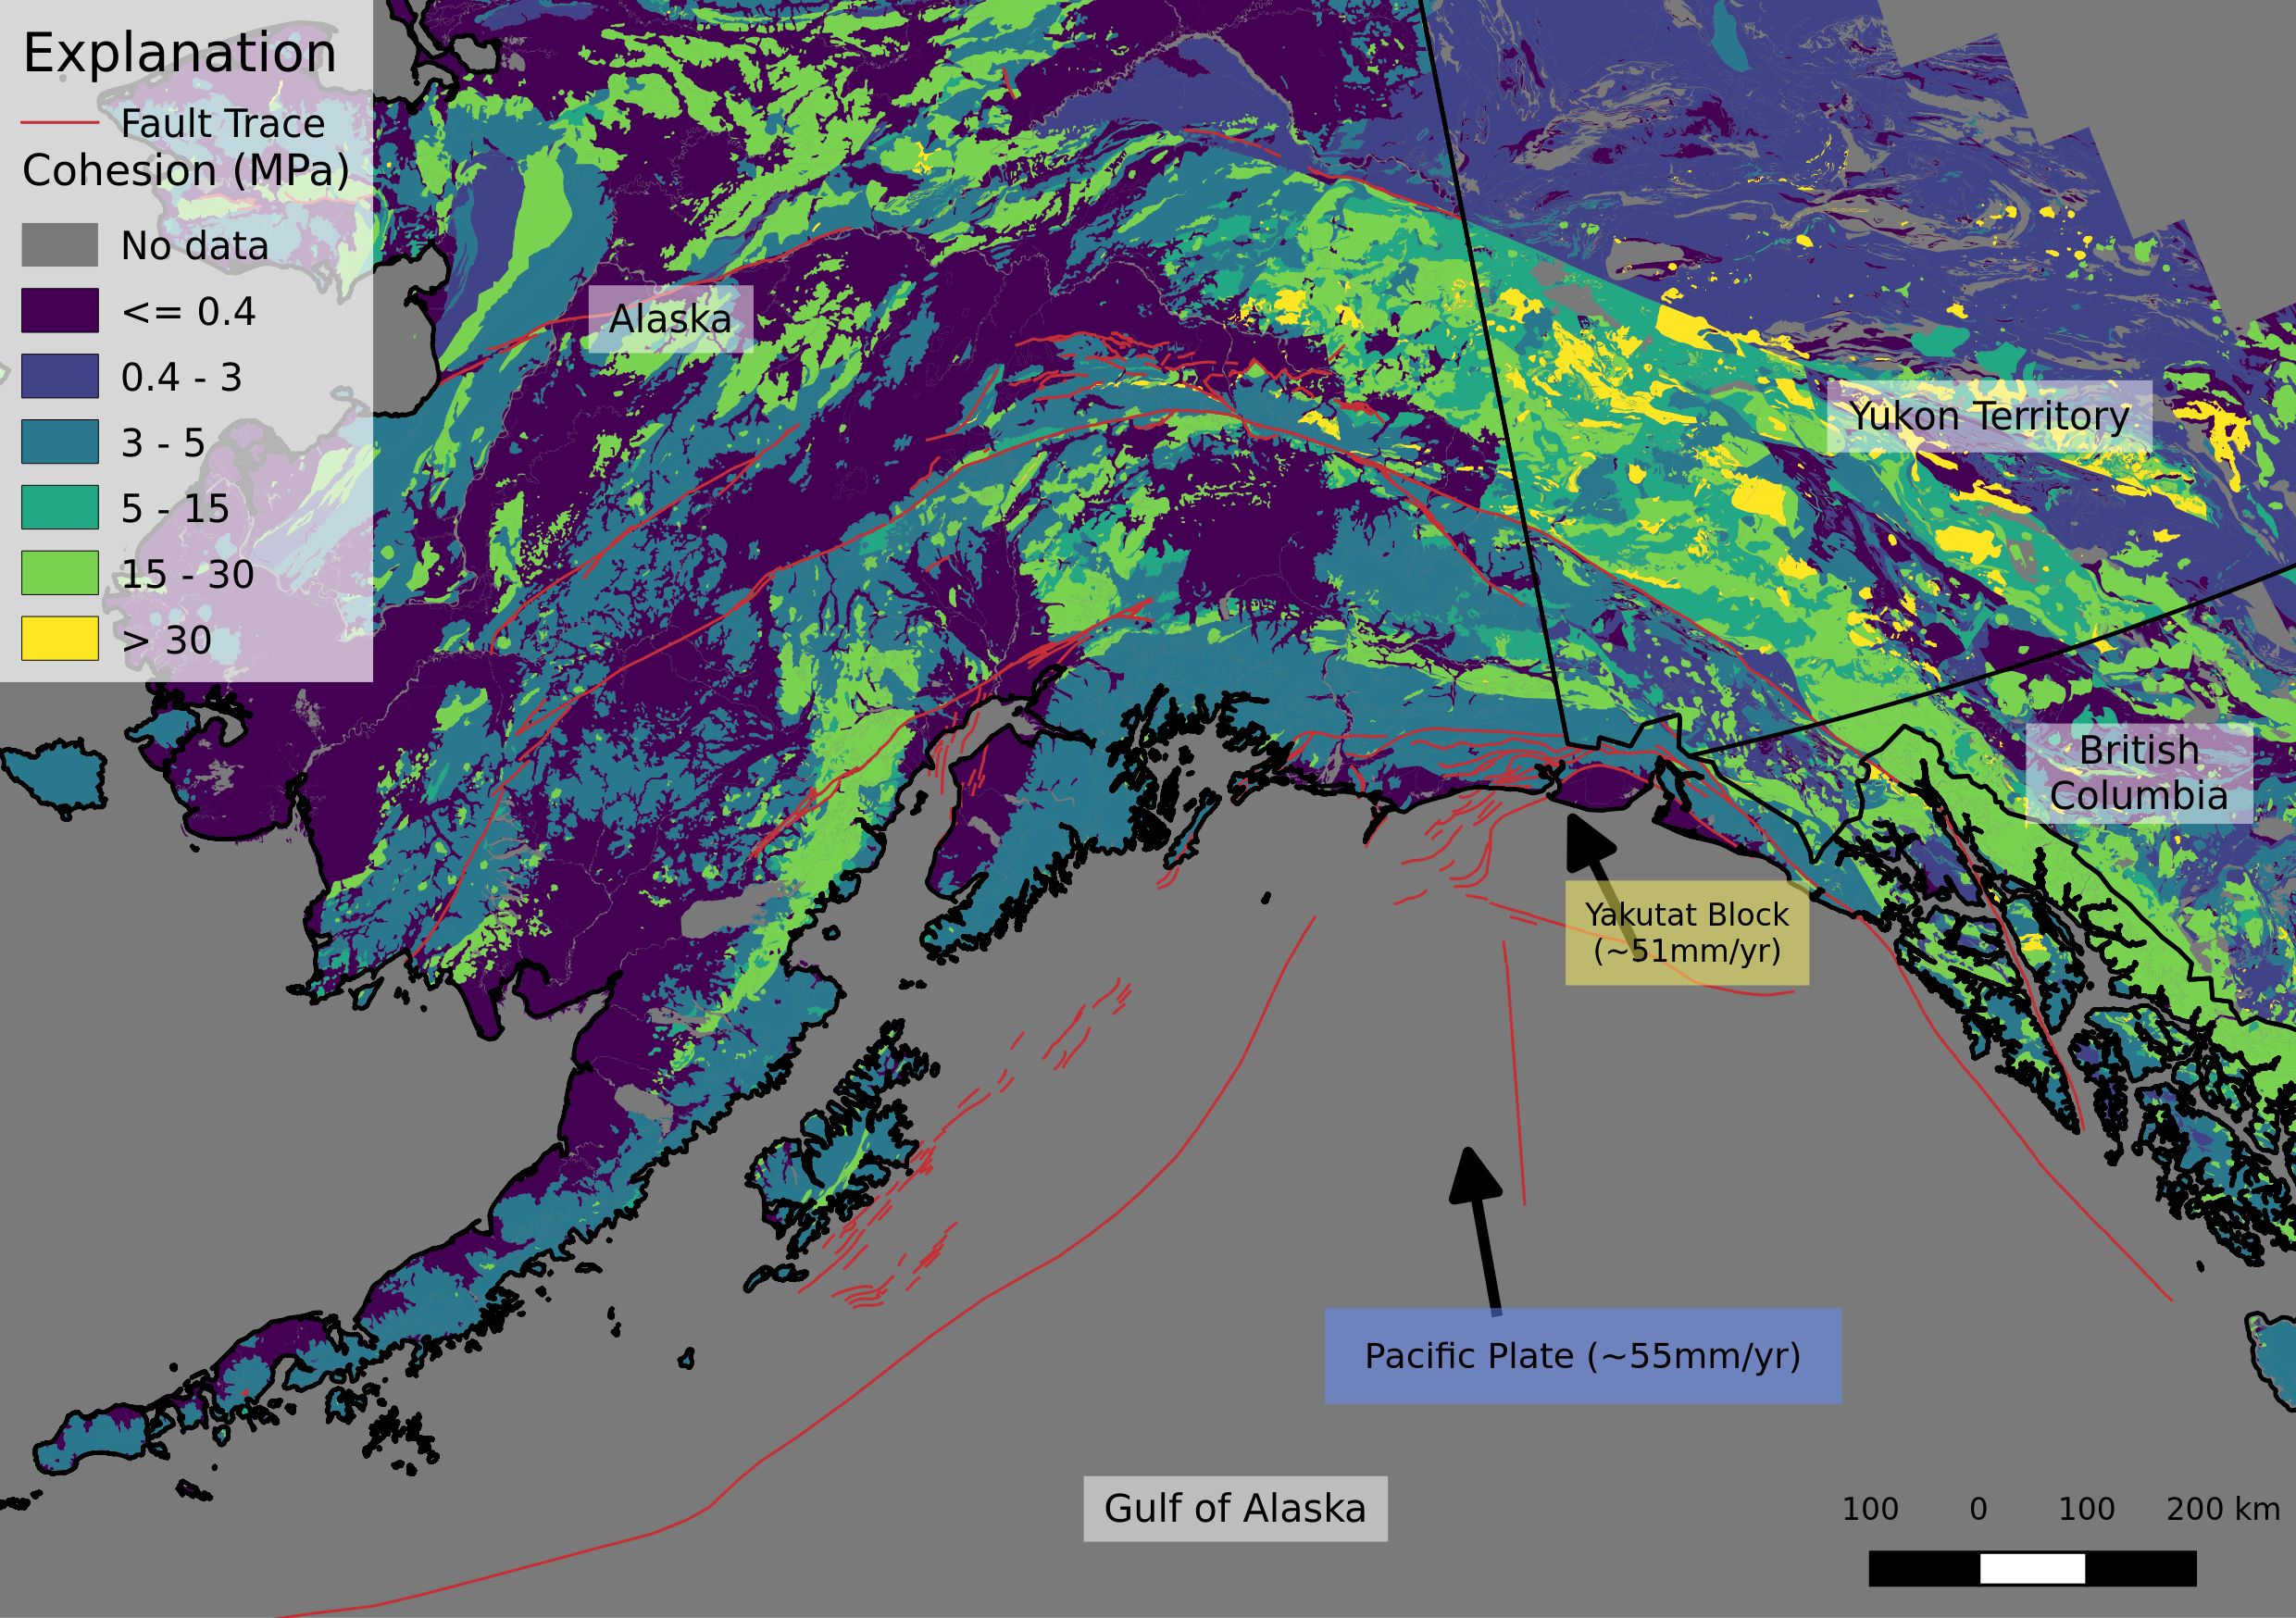 Explanation
Fault Trace
Cohesion (MPa)
No data
<= 0.4
0.4 - 3
3 - 5
5 - 15
15 - 30
> 30
Alaska
Yukon Territory
British
Columbia
Yakutat Block
(~51mm/yr)
Pacific Plate (~55mm/yr)
Gulf of Alaska
100 0 100 200 km